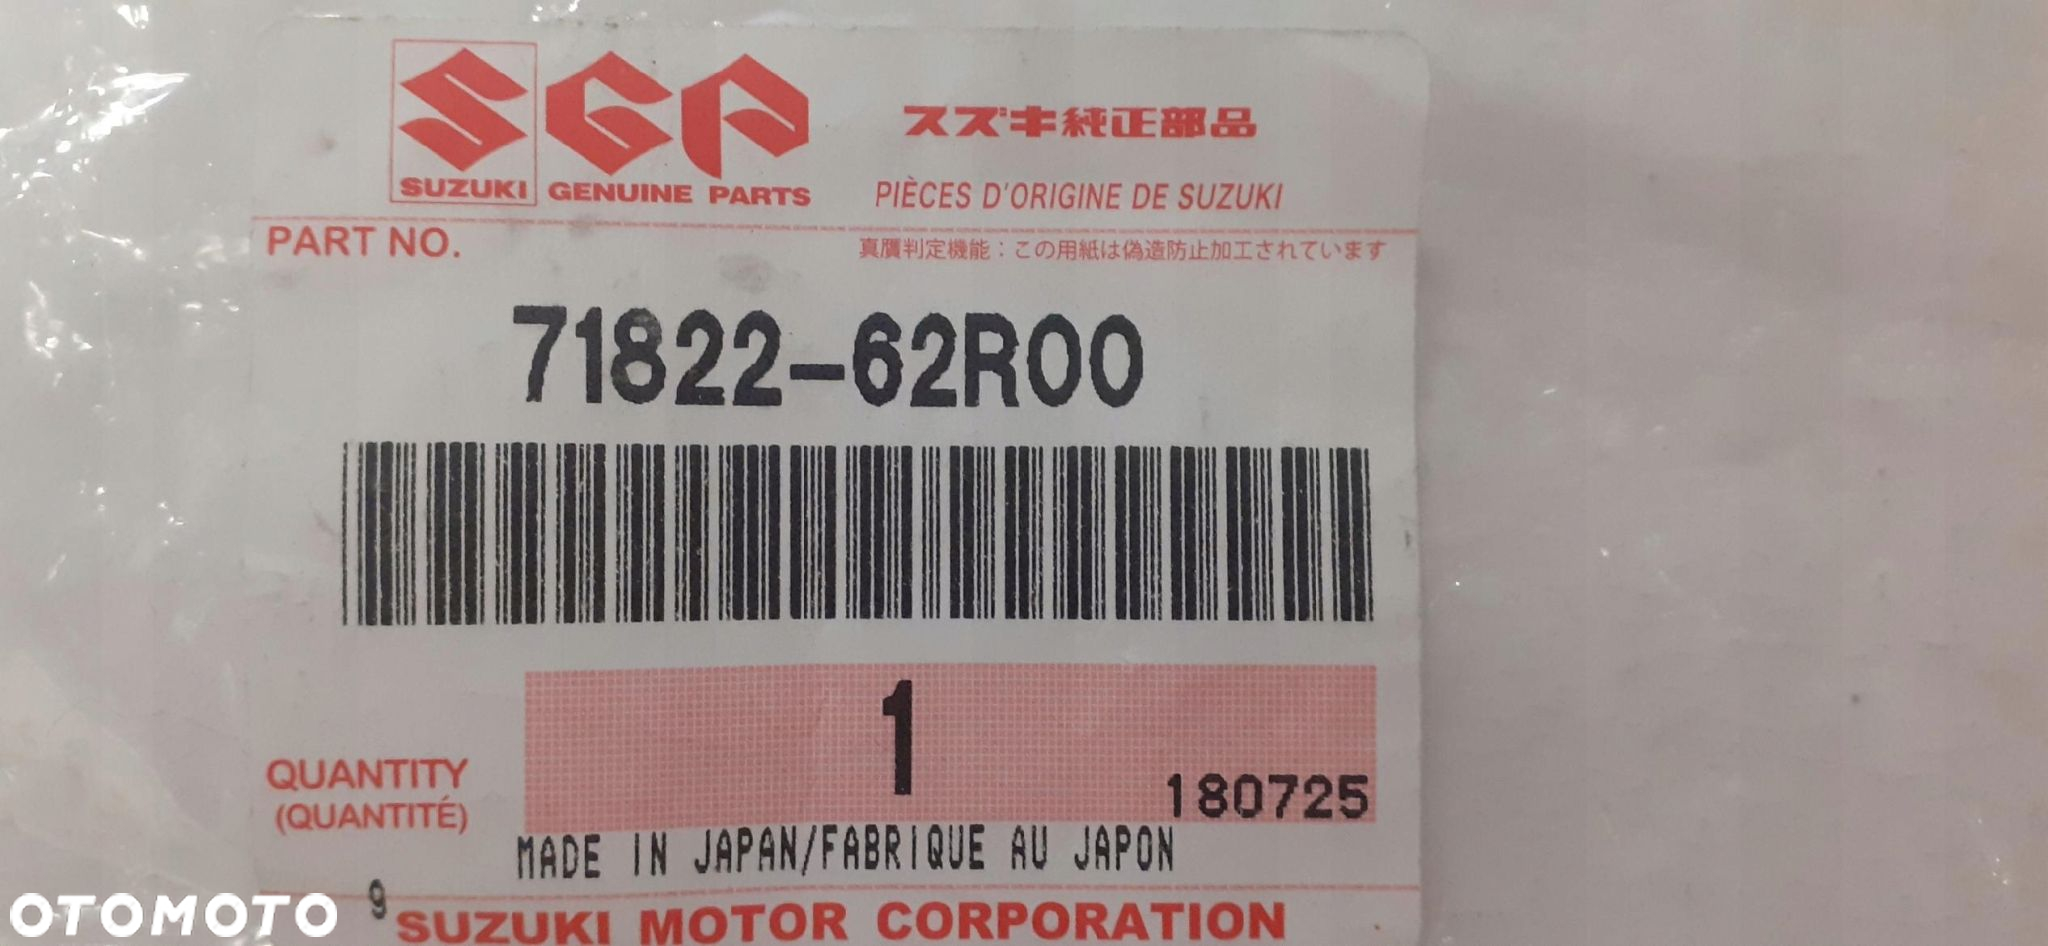 SGP
スズキ純正部品
SUZUKI GENUINE PARTS
PIÈCES D'ORIGINE DE SUZUKI
PART NO.
真贋判定機能：この用紙は偽造防止加工されています
71822-62R00
1
QUANTITY
(QUANTITÉ)
180725
MADE IN JAPAN/FABRIQUE AU JAPON
9
SUZUKI MOTOR CORPORATION
OTOMOTO